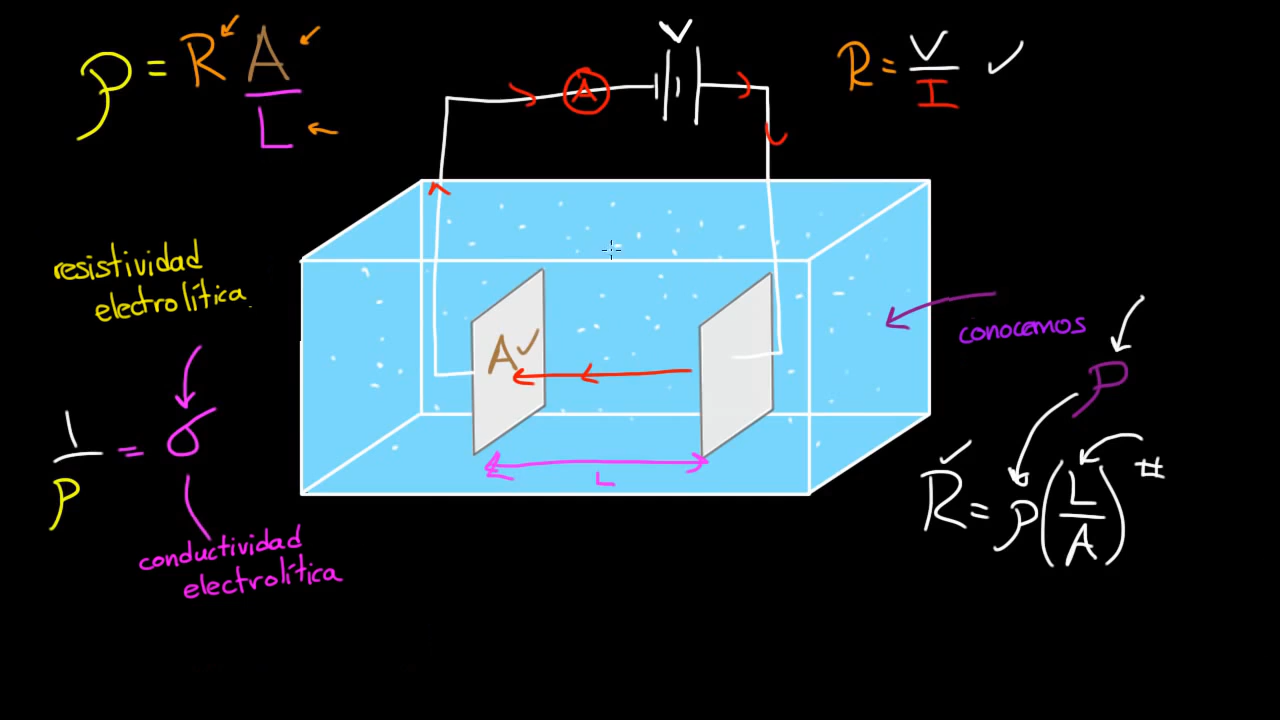 ρ = R A / L
V
A
R = V / I ✓
resistividad
electrolítica
A ✓
L
conocemos
ρ
1 / ρ = σ
R = ρ (L / A) #
conductividad
electrolítica